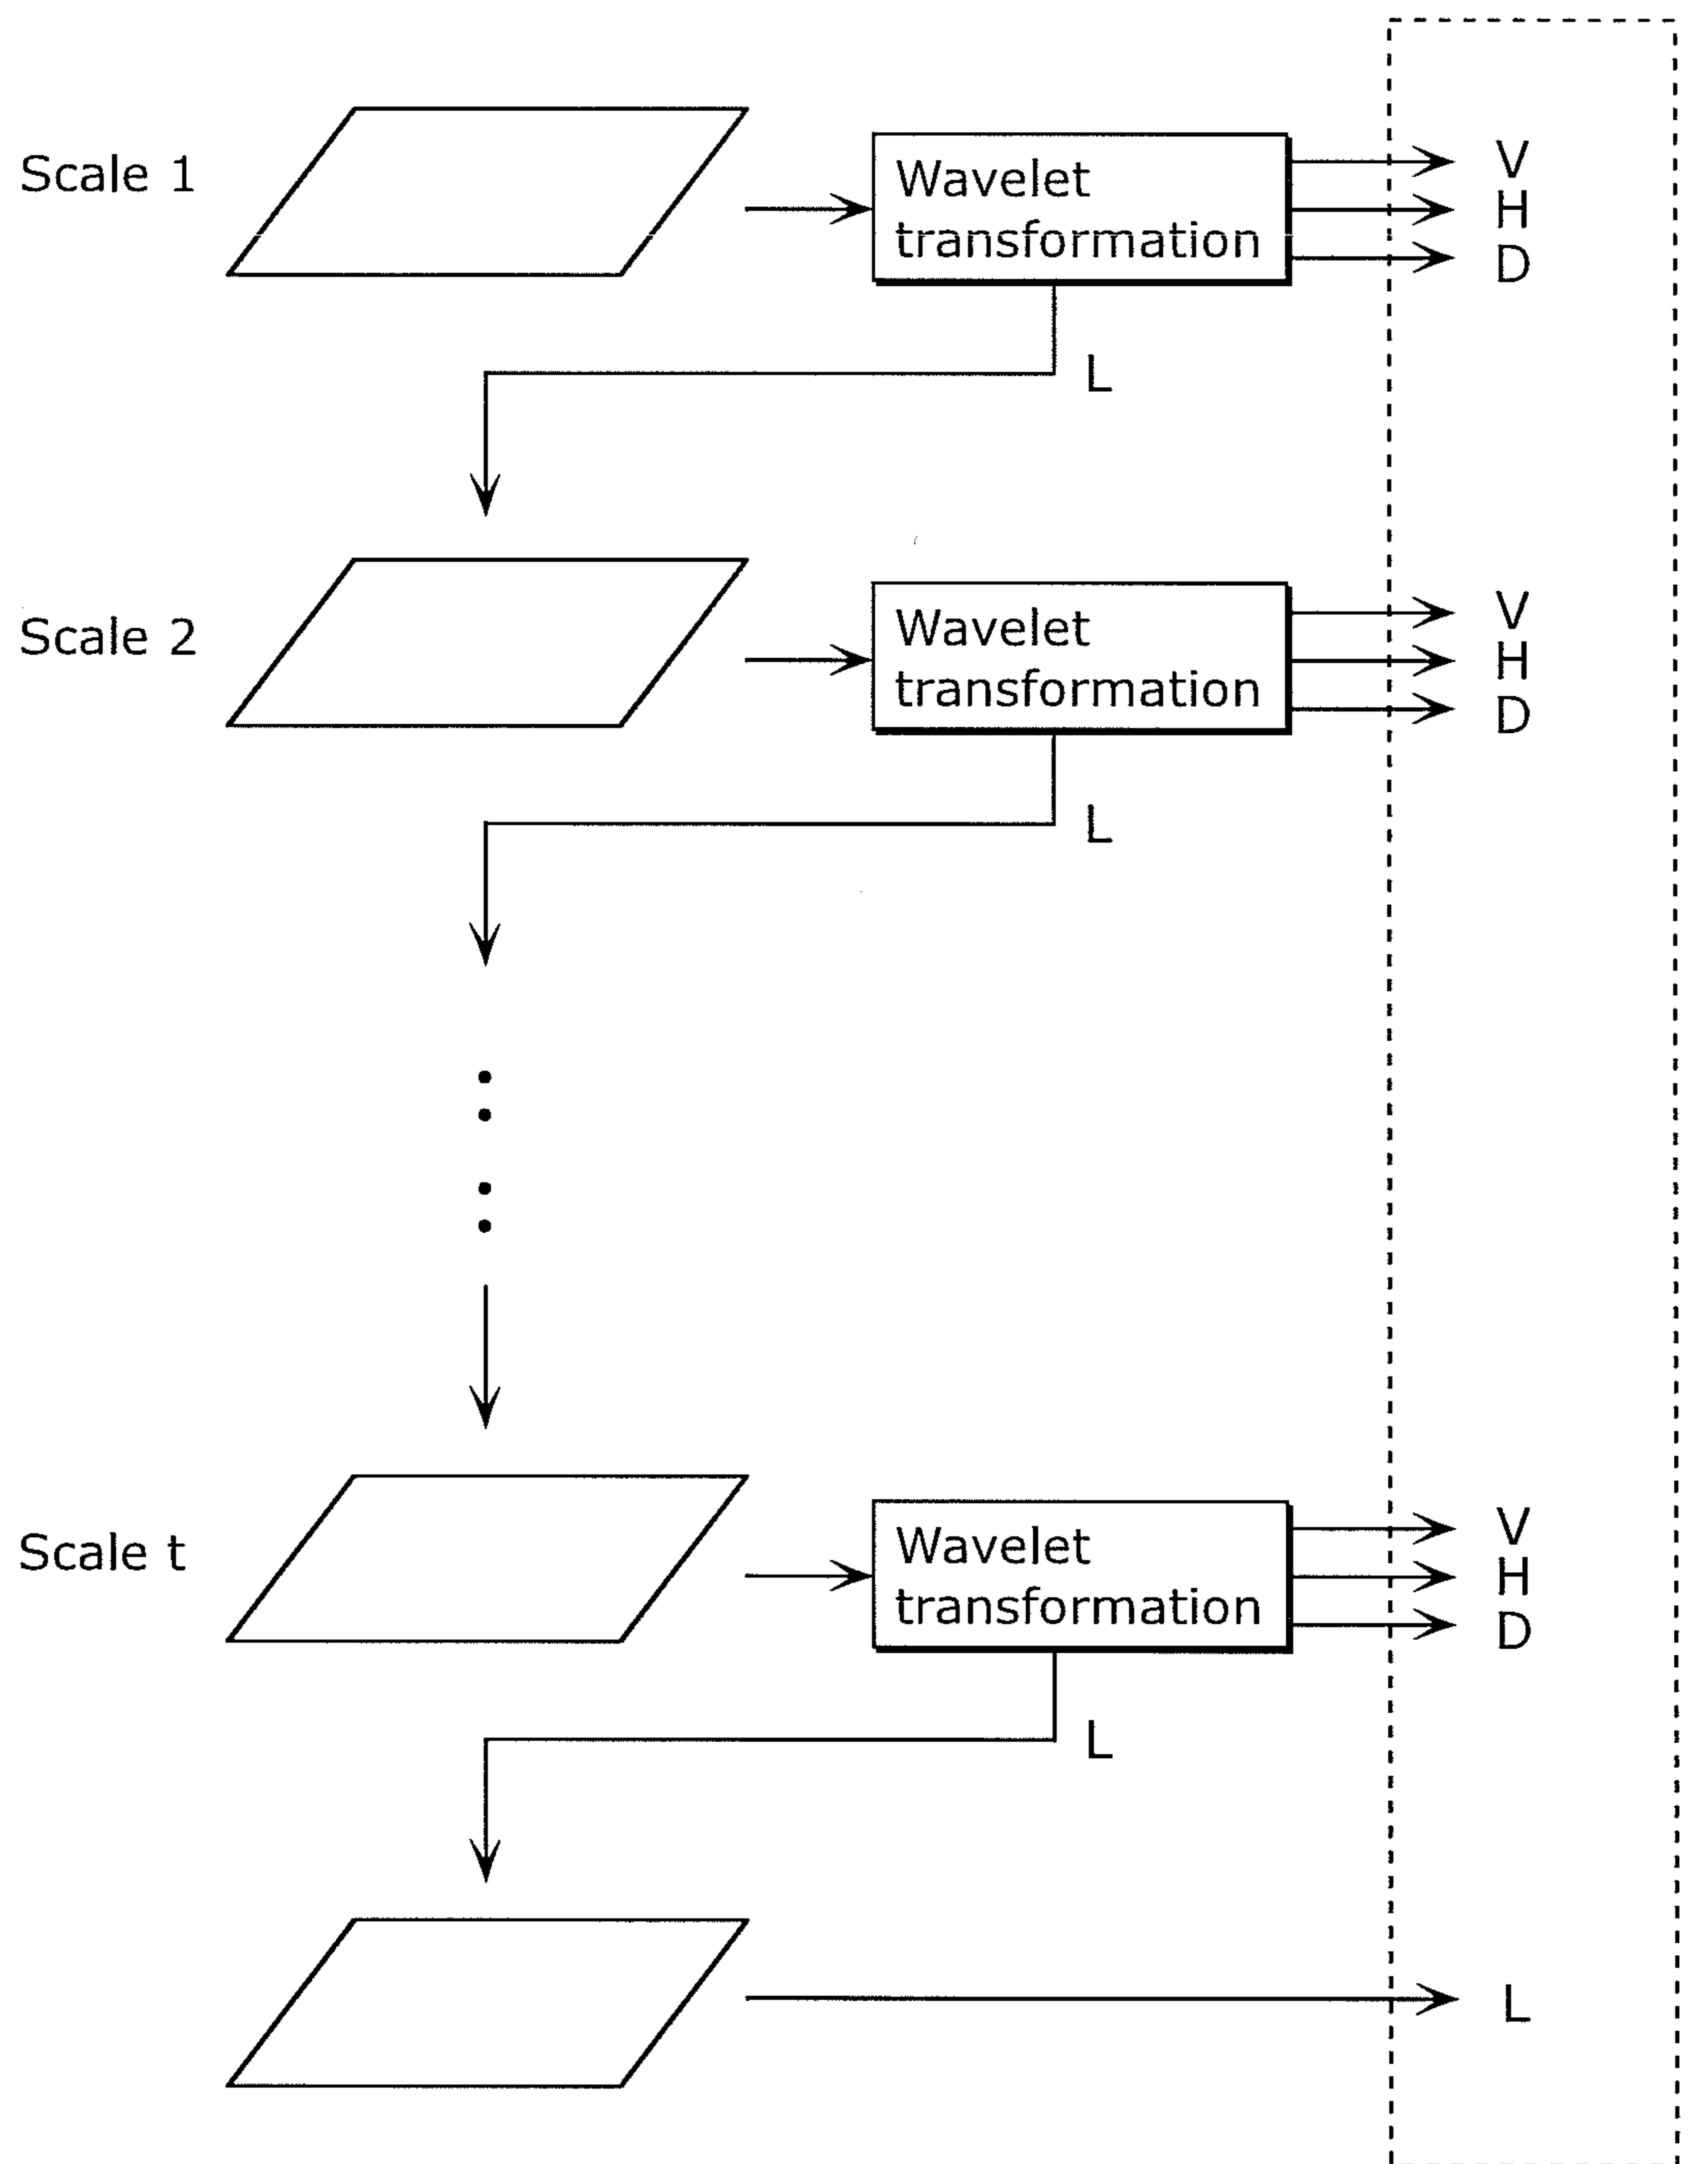 Scale 1
Wavelet
transformation
V
H
D
L
Scale 2
Wavelet
transformation
V
H
D
L
Scale t
Wavelet
transformation
V
H
D
L
L